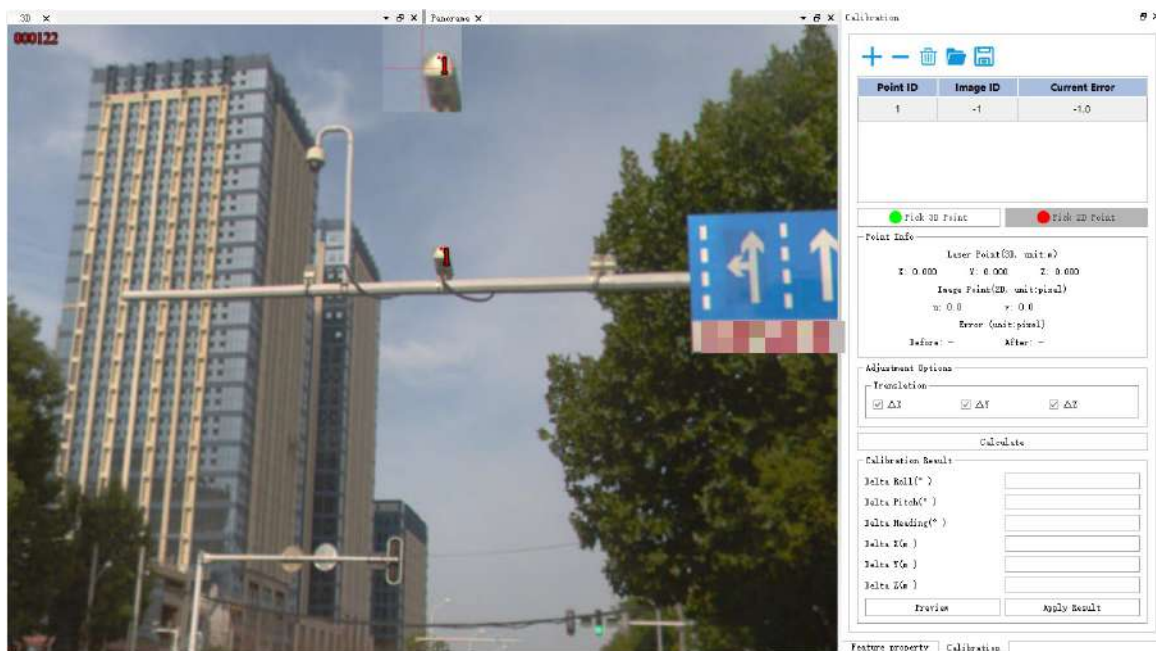 3D
Panorama
Calibration
000122
1
1
Point ID Image ID Current Error
1 -1 -1.0
Pick 3D Point Pick 2D Point
Point Info
Laser Point(3D, unit:m)
X: 0.000 Y: 0.000 Z: 0.000
Image Point(2D, unit:pixel)
u: 0.0 v: 0.0
Error (unit:pixel)
Before: - After: -
Adjustment Options
Translation
ΔX ΔY ΔZ
Calculate
Calibration Result
Delta Roll(° )
Delta Pitch(° )
Delta Heading(° )
Delta X(m )
Delta Y(m )
Delta Z(m )
Preview Apply Result
Feature property Calibration